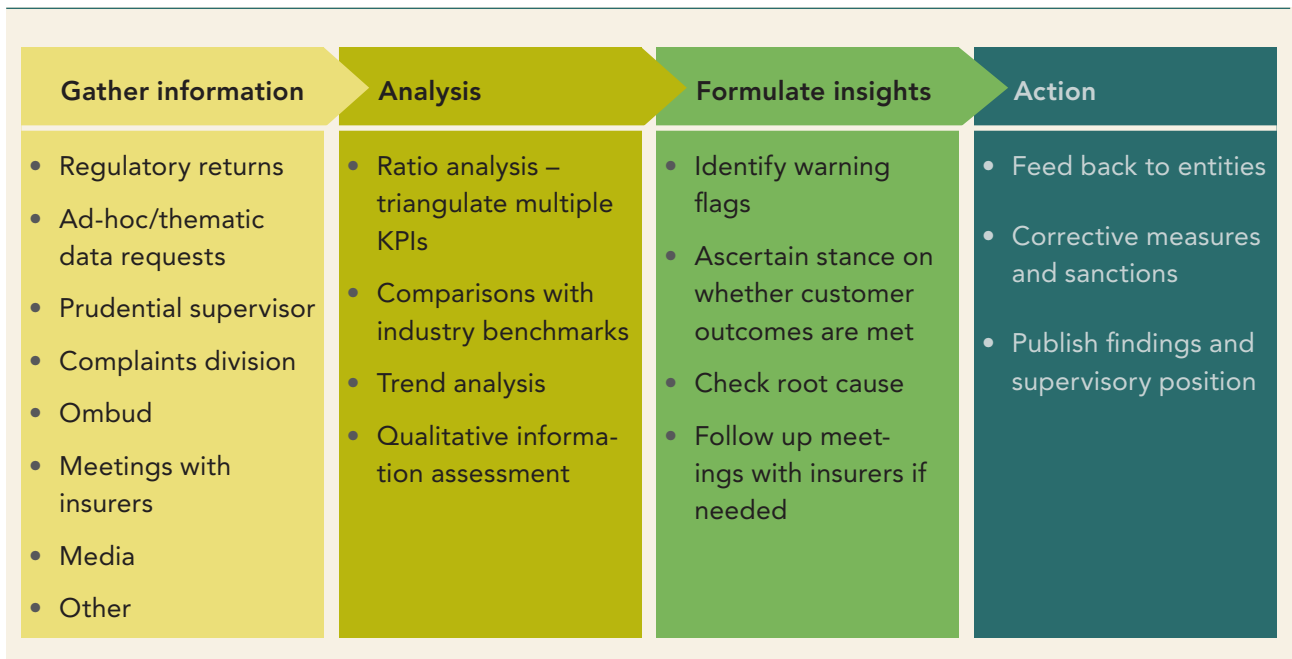 Gather information
• Regulatory returns
• Ad-hoc/thematic
data requests
• Prudential supervisor
• Complaints division
• Ombud
• Meetings with
insurers
• Media
• Other
Analysis
• Ratio analysis –
triangulate multiple
KPIs
• Comparisons with
industry benchmarks
• Trend analysis
• Qualitative informa-
tion assessment
Formulate insights
• Identify warning
flags
• Ascertain stance on
whether customer
outcomes are met
• Check root cause
• Follow up meet-
ings with insurers if
needed
Action
• Feed back to entities
• Corrective measures
and sanctions
• Publish findings and
supervisory position